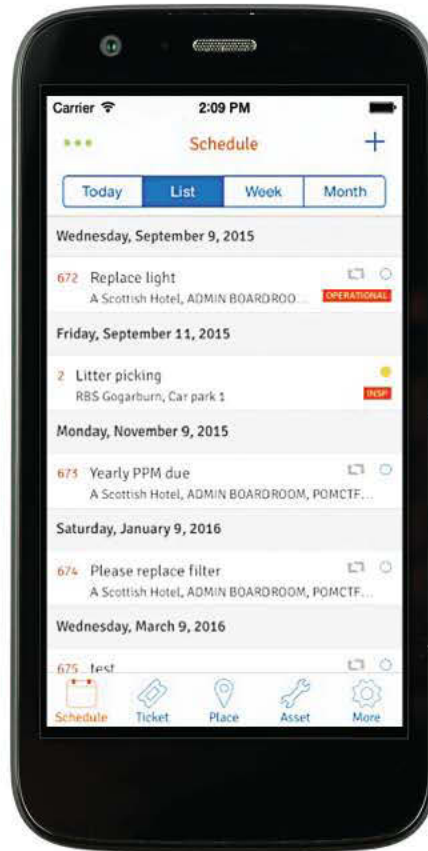 Carrier 2:09 PM
Schedule
Today List Week Month
Wednesday, September 9, 2015
672 Replace light
A Scottish Hotel, ADMIN BOARDROO... OPERATIONAL
Friday, September 11, 2015
2 Litter picking
RBS Gogarburn, Car park 1 INSP
Monday, November 9, 2015
673 Yearly PPM due
A Scottish Hotel, ADMIN BOARDROOM, POMCTF...
Saturday, January 9, 2016
674 Please replace filter
A Scottish Hotel, ADMIN BOARDROOM, POMCTF...
Wednesday, March 9, 2016
675 test
Schedule Ticket Place Asset More